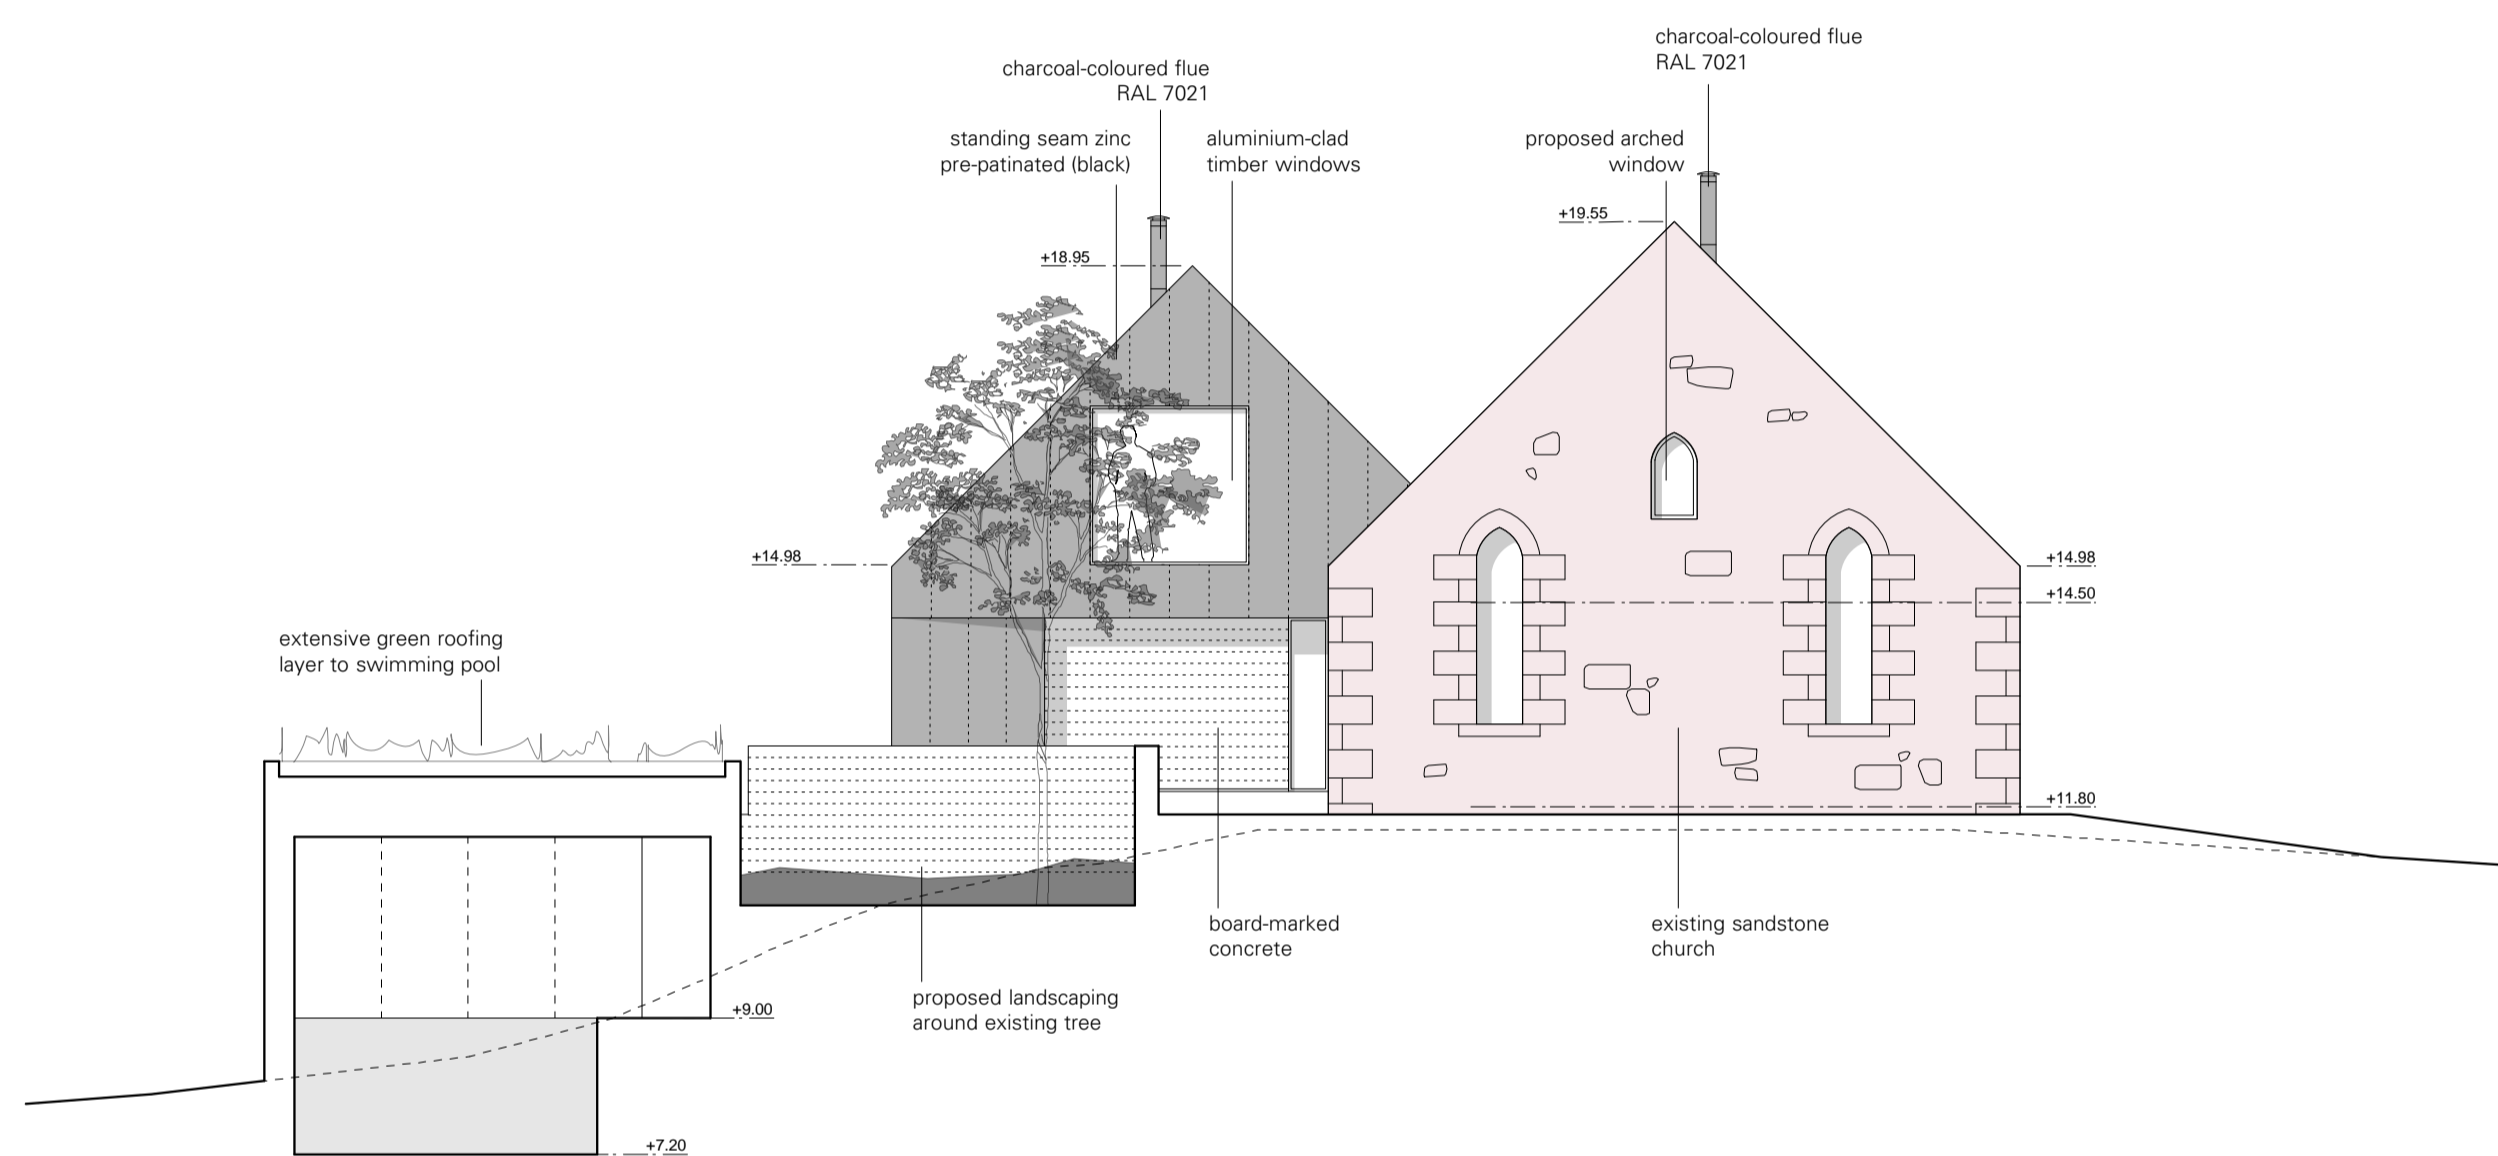 charcoal-coloured flue
RAL 7021
charcoal-coloured flue
RAL 7021
standing seam zinc
pre-patinated (black)
aluminium-clad
timber windows
proposed arched
window
+19.55
+18.95
+14.98
+14.98
+14.50
extensive green roofing
layer to swimming pool
+11.80
board-marked
concrete
existing sandstone
church
proposed landscaping
around existing tree
+9.00
+7.20